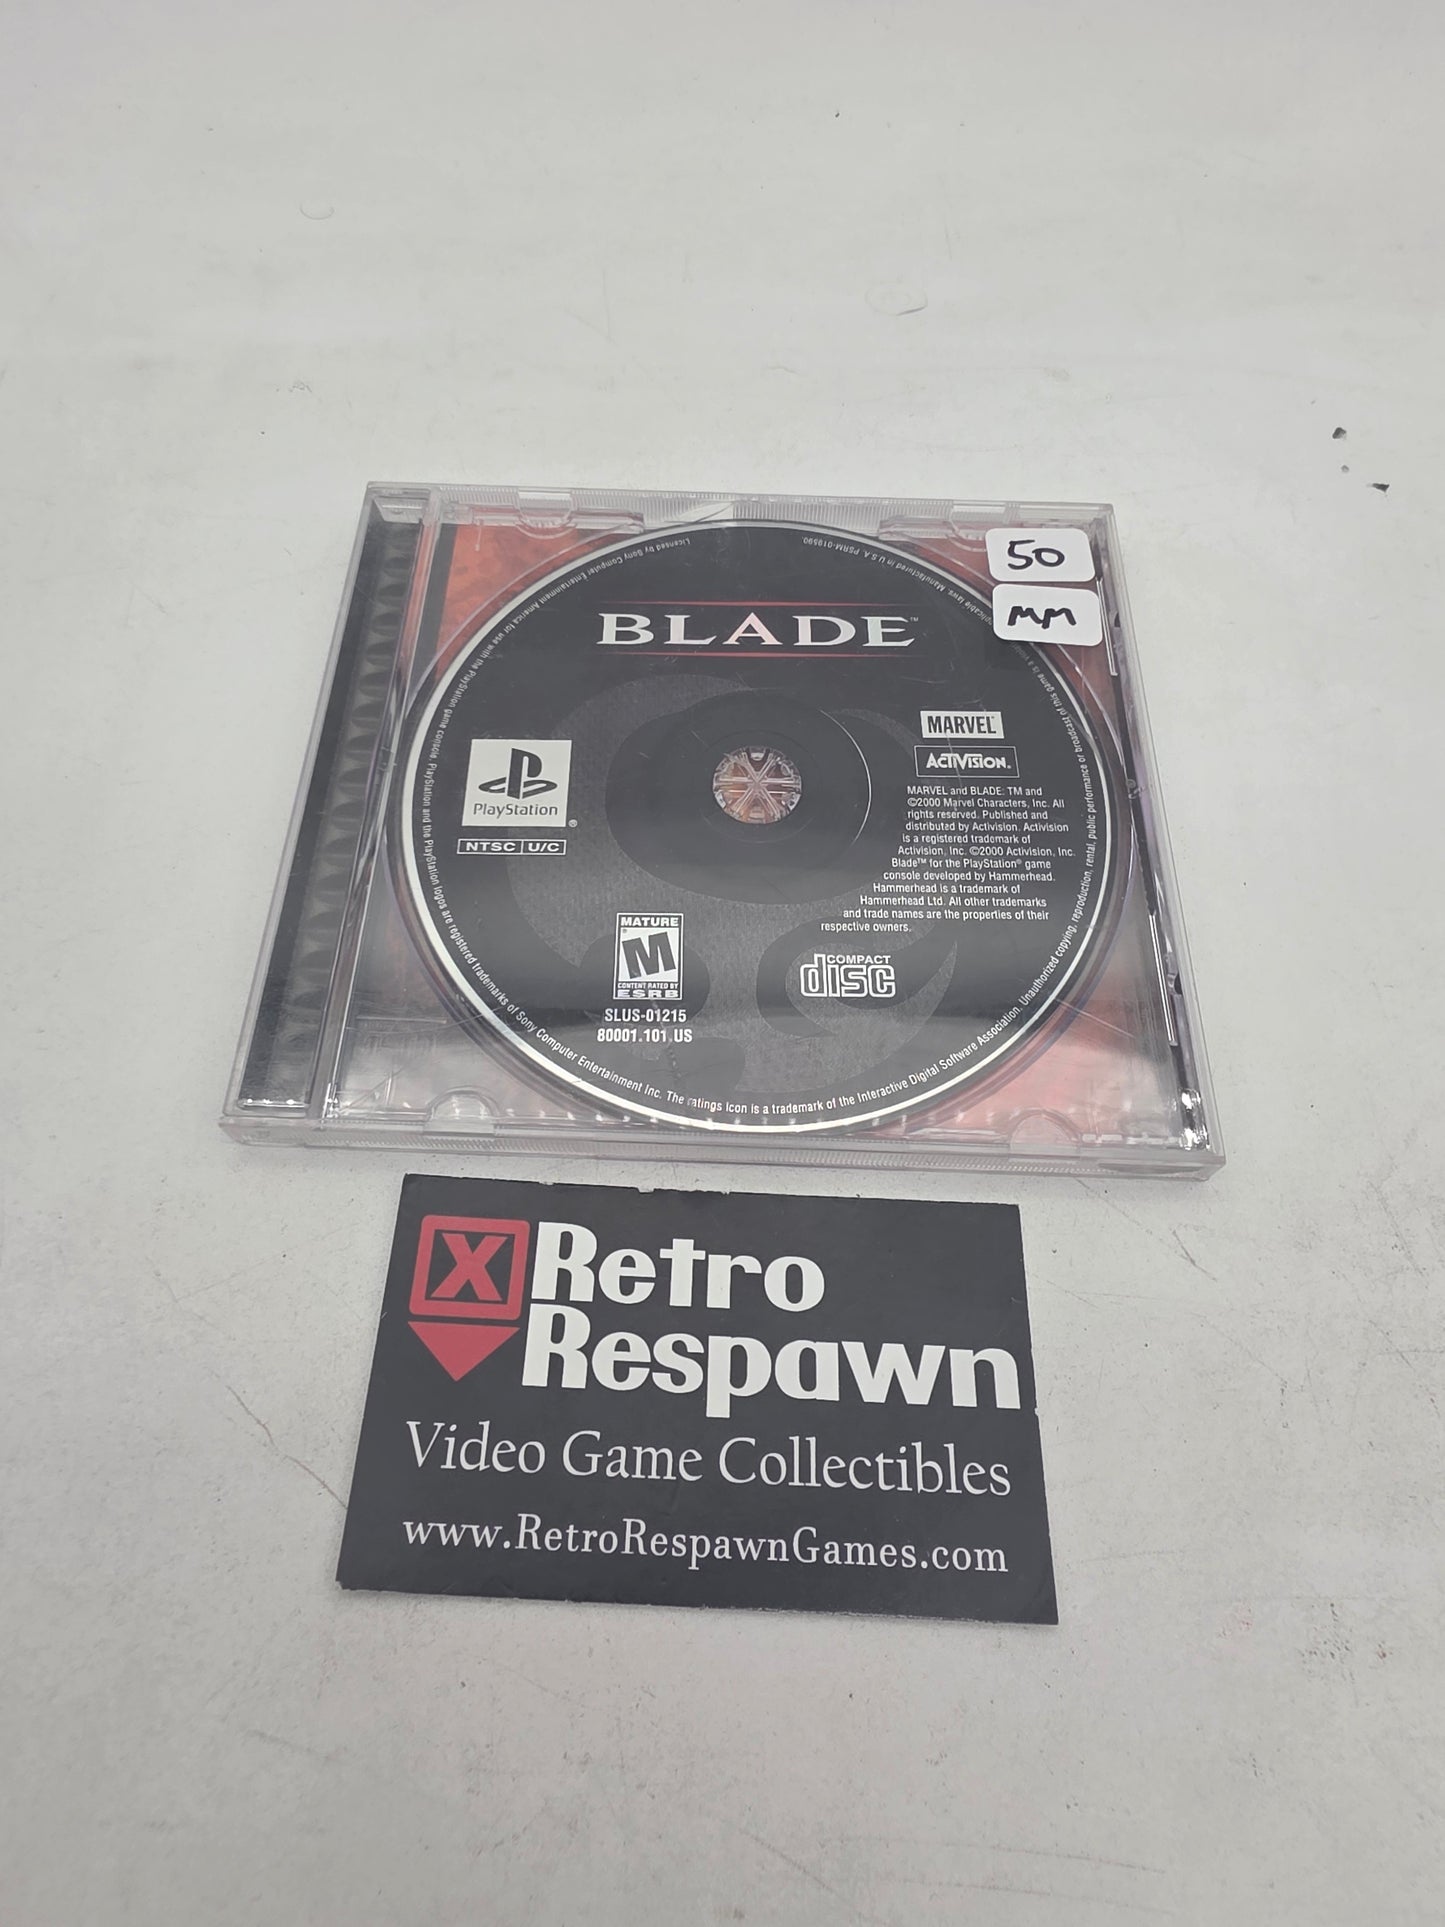 50
MM
Licensed by Sony Computer Entertainment America for use with the PlayStation game console. PlayStation and the PlayStation logos are registered trademarks of Sony Computer Entertainment Inc. The ratings icon is a trademark of the Interactive Digital Software Association. Unauthorized copying, reproduction, rental, public performance or broadcast of this game is a
applicable laws. Manufactured in U.S.A. PSRM-019590.
BLADE™
MARVEL
ACTIVISION®
PlayStation®
NTSC U/C
MARVEL and BLADE: TM and
©2000 Marvel Characters, Inc. All
rights reserved. Published and
distributed by Activision. Activision
is a registered trademark of
Activision, Inc. ©2000 Activision, Inc.
Blade™ for the PlayStation® game
console developed by Hammerhead.
Hammerhead is a trademark of
Hammerhead Ltd. All other trademarks
and trade names are the properties of their
respective owners.
MATURE
M
CONTENT RATED BY
ESRB
COMPACT
disc
SLUS-01215
80001.101.US
X Retro
Respawn
Video Game Collectibles
www.RetroRespawnGames.com